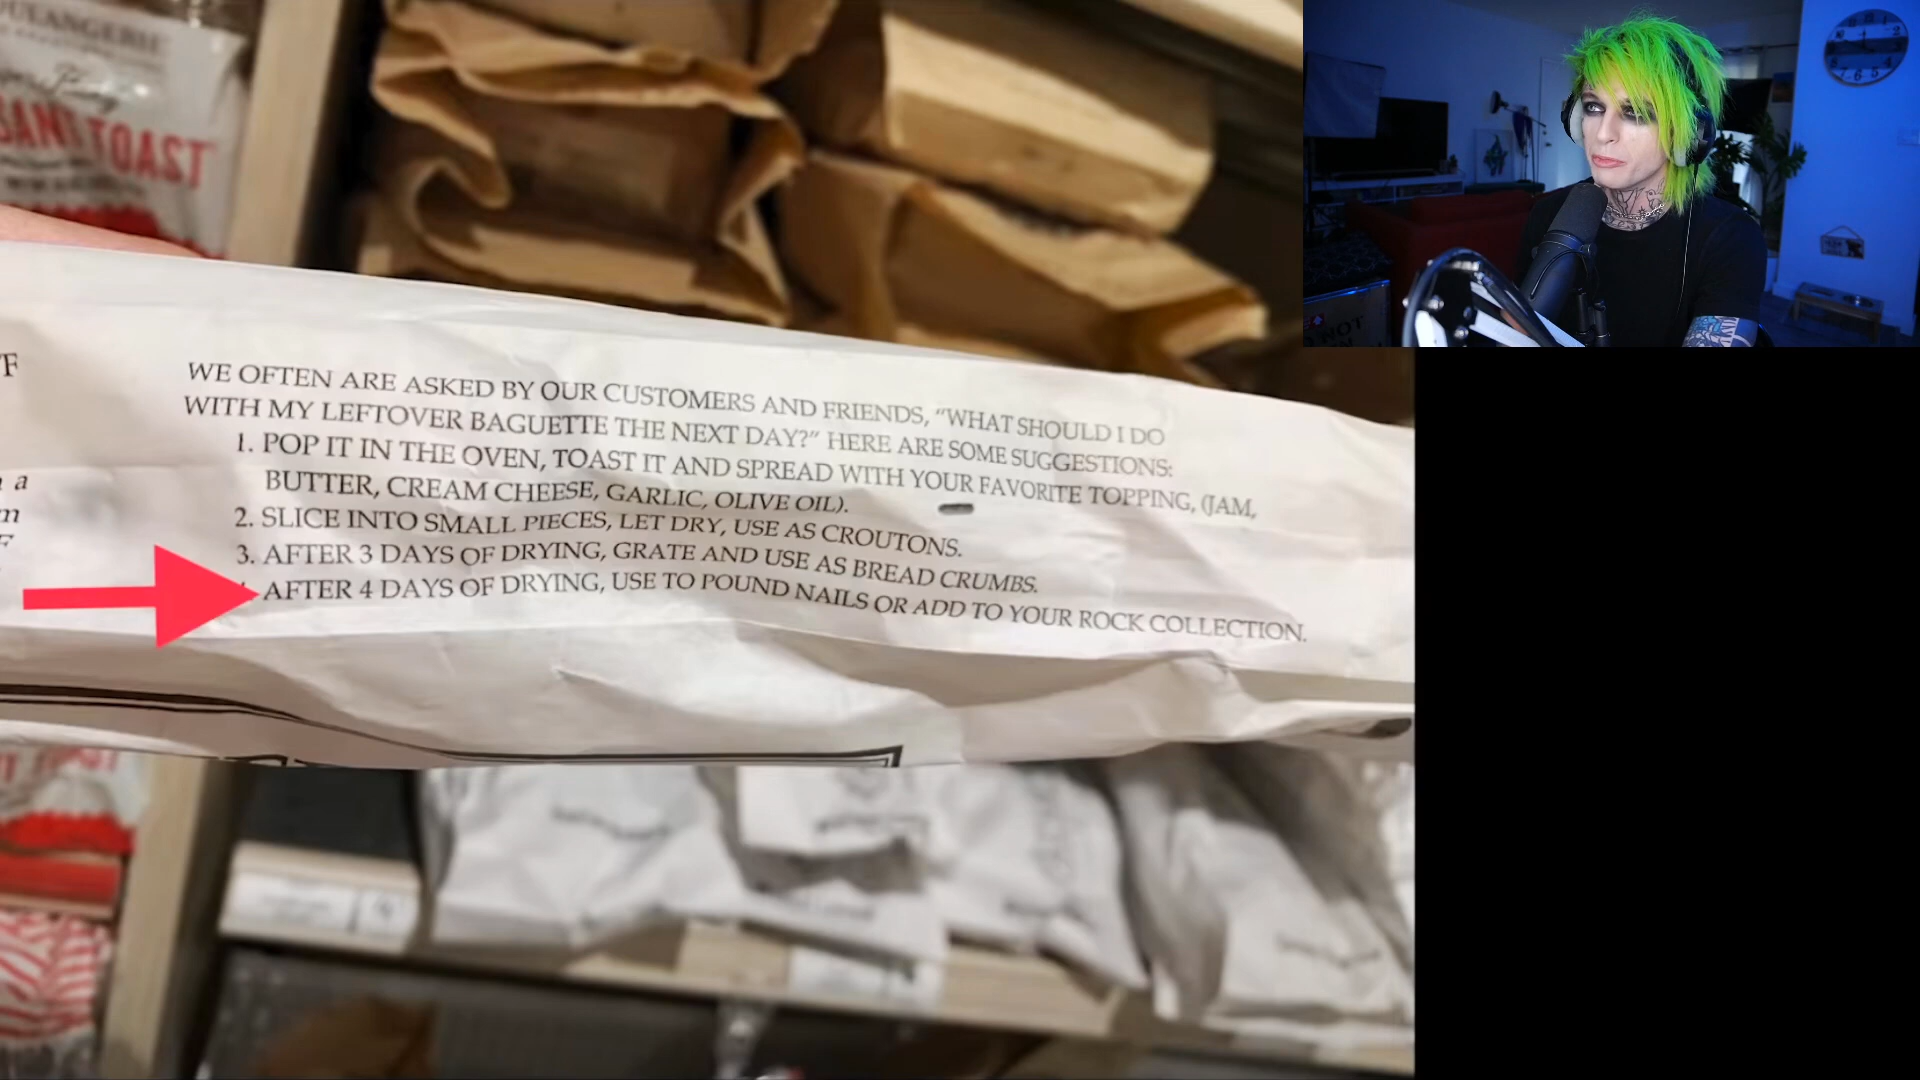 OULANGERIE
SAN TOAST
WE OFTEN ARE ASKED BY OUR CUSTOMERS AND FRIENDS, “WHAT SHOULD I DO
WITH MY LEFTOVER BAGUETTE THE NEXT DAY?” HERE ARE SOME SUGGESTIONS:
1. POP IT IN THE OVEN, TOAST IT AND SPREAD WITH YOUR FAVORITE TOPPING, (JAM,
BUTTER, CREAM CHEESE, GARLIC, OLIVE OIL).
2. SLICE INTO SMALL PIECES, LET DRY, USE AS CROUTONS.
3. AFTER 3 DAYS OF DRYING, GRATE AND USE AS BREAD CRUMBS.
AFTER 4 DAYS OF DRYING, USE TO POUND NAILS OR ADD TO YOUR ROCK COLLECTION.